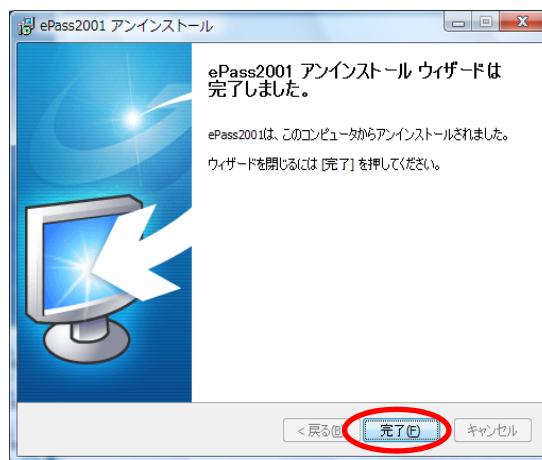 ePass2001 アンインストール
ePass2001 アンインストール ウィザードは
完了しました。
ePass2001は、このコンピュータからアンインストールされました。
ウィザードを閉じるには [完了] を押してください。
< 戻る(B)
完了(F)
キャンセル